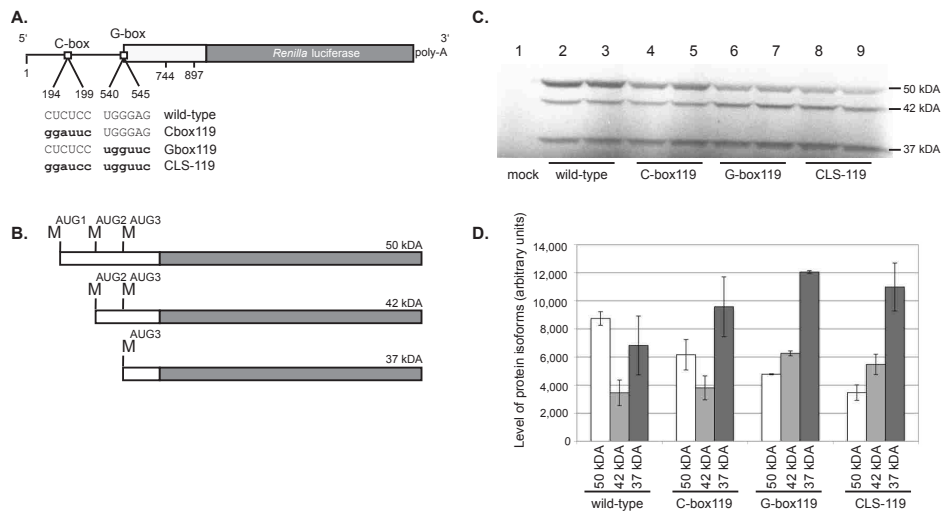 A.
5'
C-box
G-box
Renilla luciferase
3'
poly-A
1
744
897
194
199
540
545
CUCUCC UGGGAG wild-type
ggauuc UGGGAG Cbox119
CUCUCC ugguuc Gbox119
ggaucc ugguuc CLS-119
B.
AUG1
AUG2
AUG3
M
M
M
50 kDA
AUG2
AUG3
M
M
42 kDA
AUG3
M
37 kDA
C.
1 2 3 4 5 6 7 8 9
50 kDA
42 kDA
37 kDA
mock wild-type C-box119 G-box119 CLS-119
D.
Level of protein isoforms (arbitrary units)
14,000
12,000
10,000
8,000
6,000
4,000
2,000
0
50 kDA 42 kDA 37 kDA 50 kDA 42 kDA 37 kDA 50 kDA 42 kDA 37 kDA 50 kDA 42 kDA 37 kDA
wild-type C-box119 G-box119 CLS-119